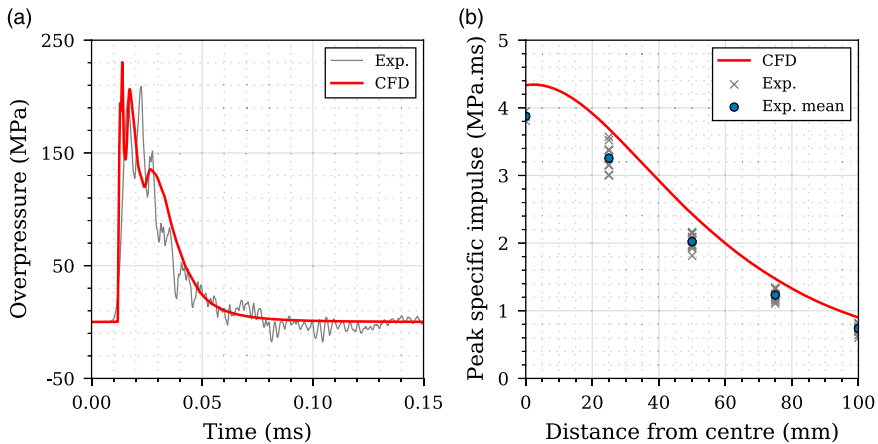 (a)
250
150
50
-50
Overpressure (MPa)
0.00 0.05 0.10 0.15
Time (ms)
Exp.
CFD
(b)
5
4
3
2
1
0
Peak specific impulse (MPa.ms)
0 20 40 60 80 100
Distance from centre (mm)
CFD
Exp.
Exp. mean